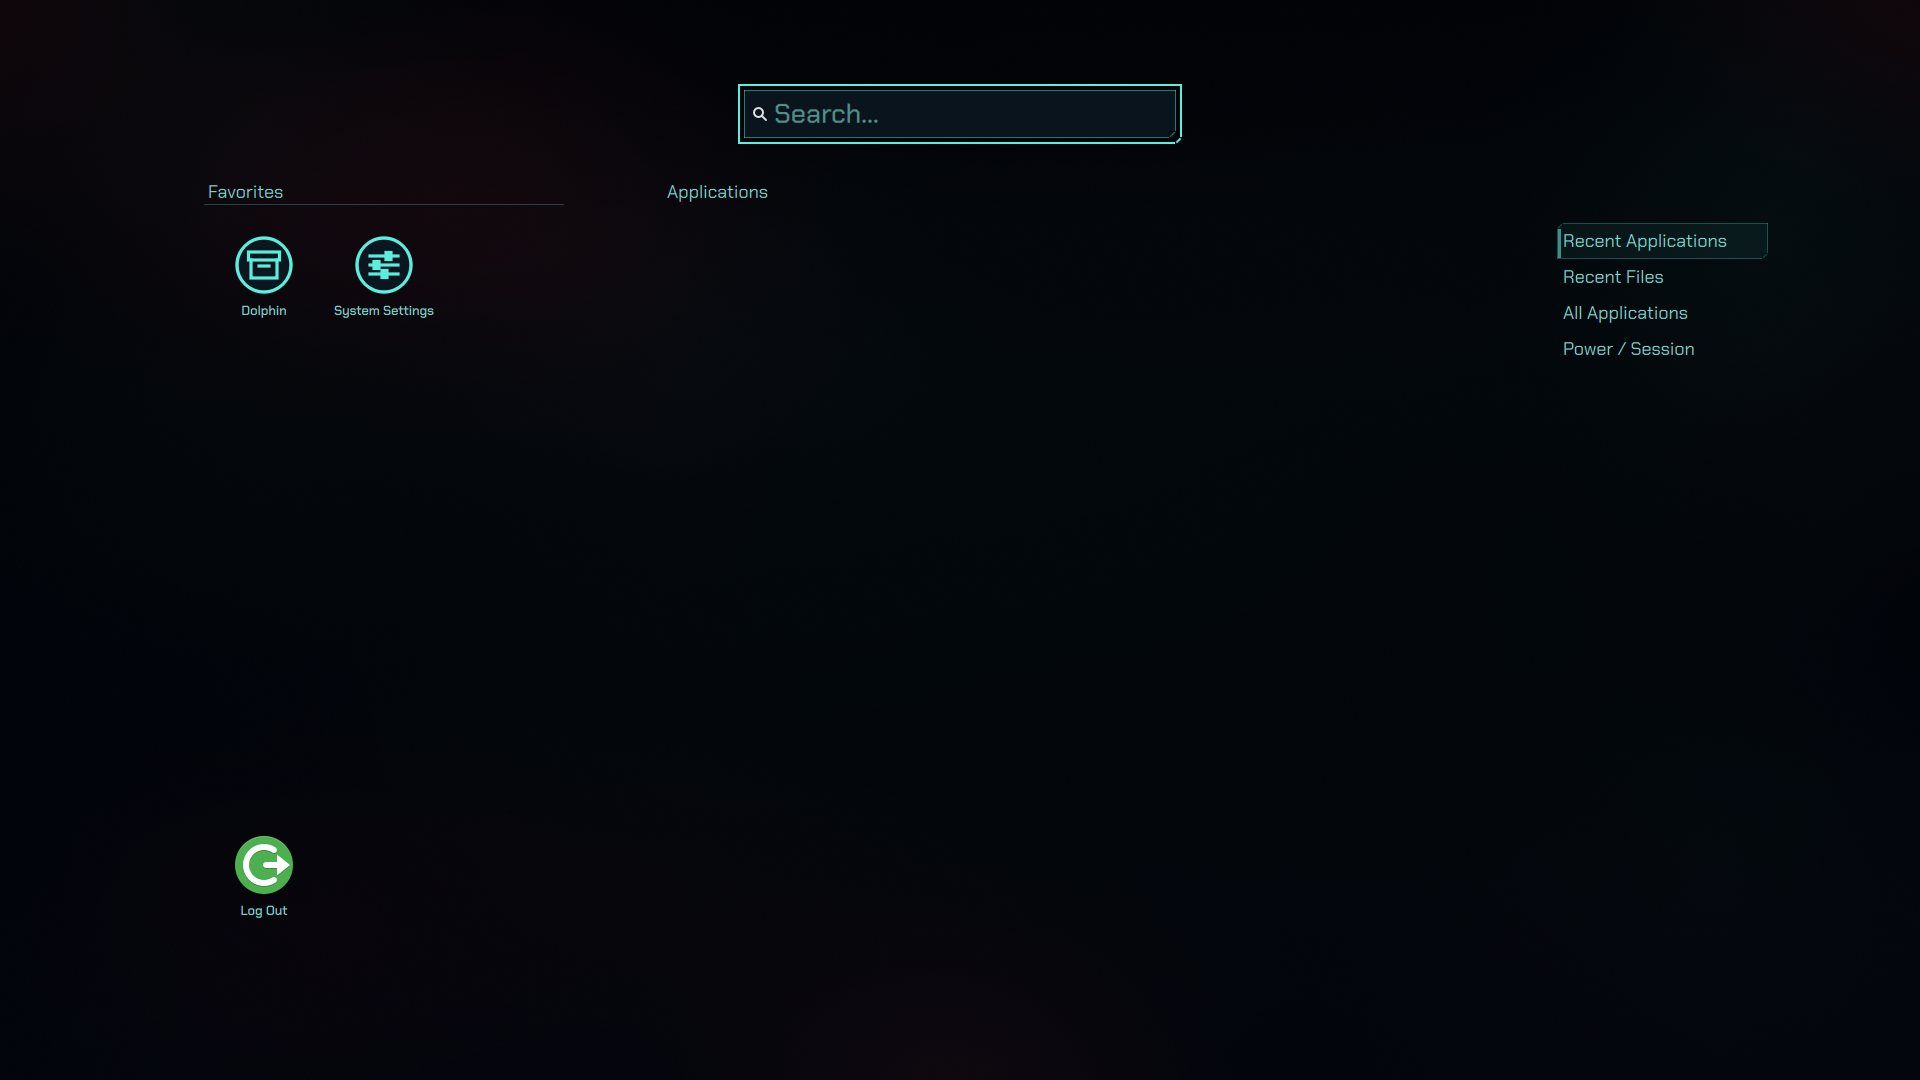 Search...
Favorites
Applications
Dolphin
System Settings
Recent Applications
Recent Files
All Applications
Power / Session
Log Out